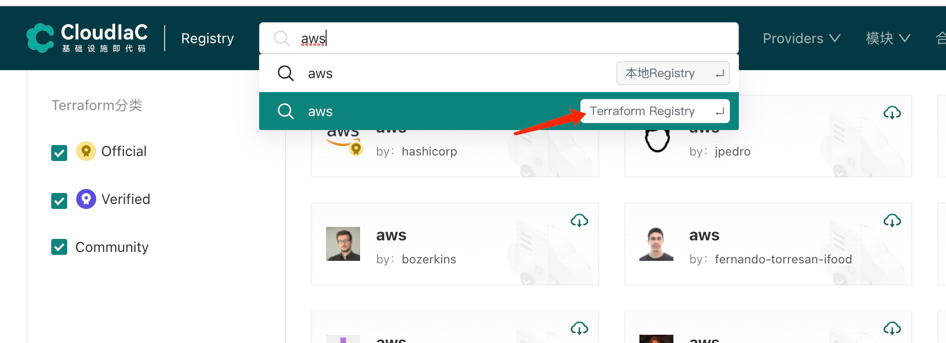 CloudIaC
基础设施即代码
Registry
aws
Providers
模块
合
aws
本地Registry
aws
Terraform Registry
Terraform分类
Official
Verified
Community
aws
aws
by：hashicorp
aws
by：jpedro
aws
by：bozerkins
aws
by：fernando-torresan-ifood
aws
aws